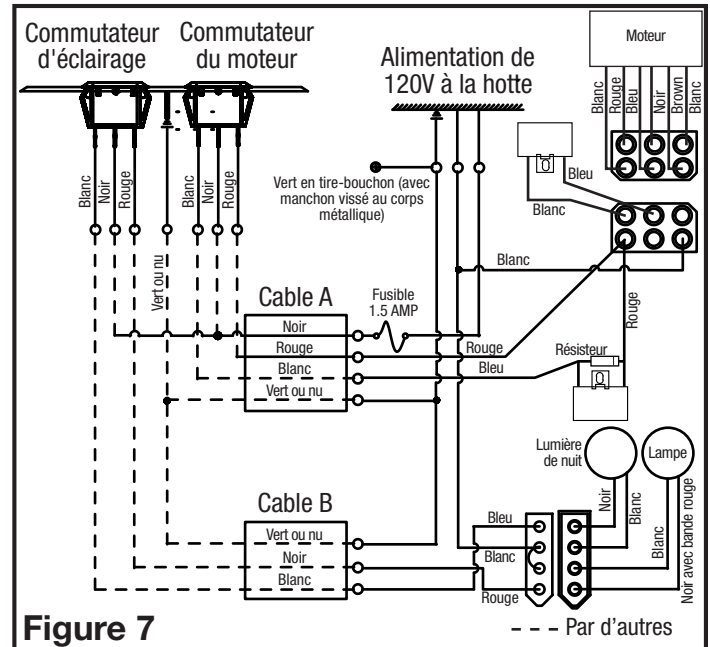 Commutateur
d'éclairage
Commutateur
du moteur
Alimentation de
120V à la hotte
Moteur
Blanc
Rouge
Bleu
Noir
Brown
Blanc
Blanc
Noir
Rouge
Blanc
Noir
Rouge
Vert en tire-bouchon (avec
manchon vissé au corps
métallique)
Bleu
Blanc
Vert ou nu
Blanc
Cable A
Fusible
1.5 AMP
Noir
Rouge
Blanc
Vert ou nu
Rouge
Bleu
Résisteur
Rouge
Lumière
de nuit
Lampe
Noir
Blanc
Blanc
Noir avec bande rouge
Cable B
Vert ou nu
Noir
Blanc
Bleu
Blanc
Rouge
Figure 7
Par d'autres